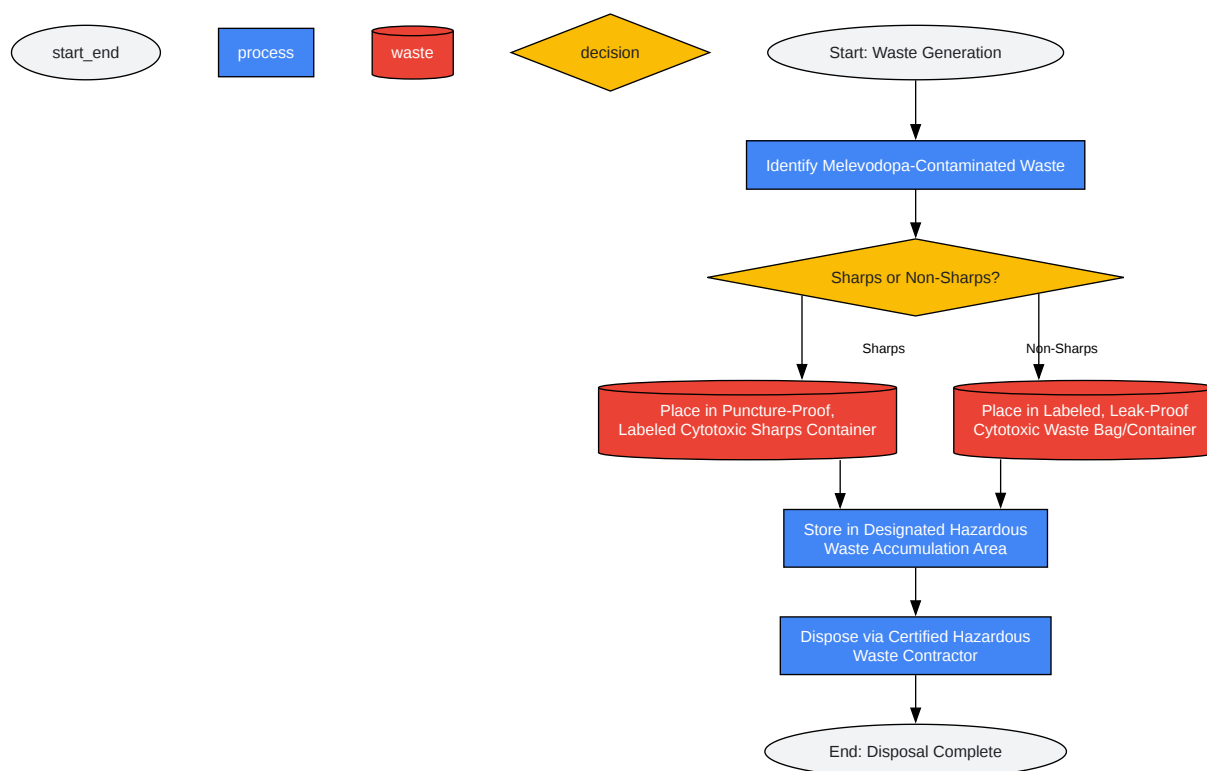 start_end
process
waste
decision
Start: Waste Generation
Identify Melevodopa-Contaminated Waste
Sharps or Non-Sharps?
Sharps
Non-Sharps
Place in Puncture-Proof,
Labeled Cytotoxic Sharps Container
Place in Labeled, Leak-Proof
Cytotoxic Waste Bag/Container
Store in Designated Hazardous
Waste Accumulation Area
Dispose via Certified Hazardous
Waste Contractor
End: Disposal Complete